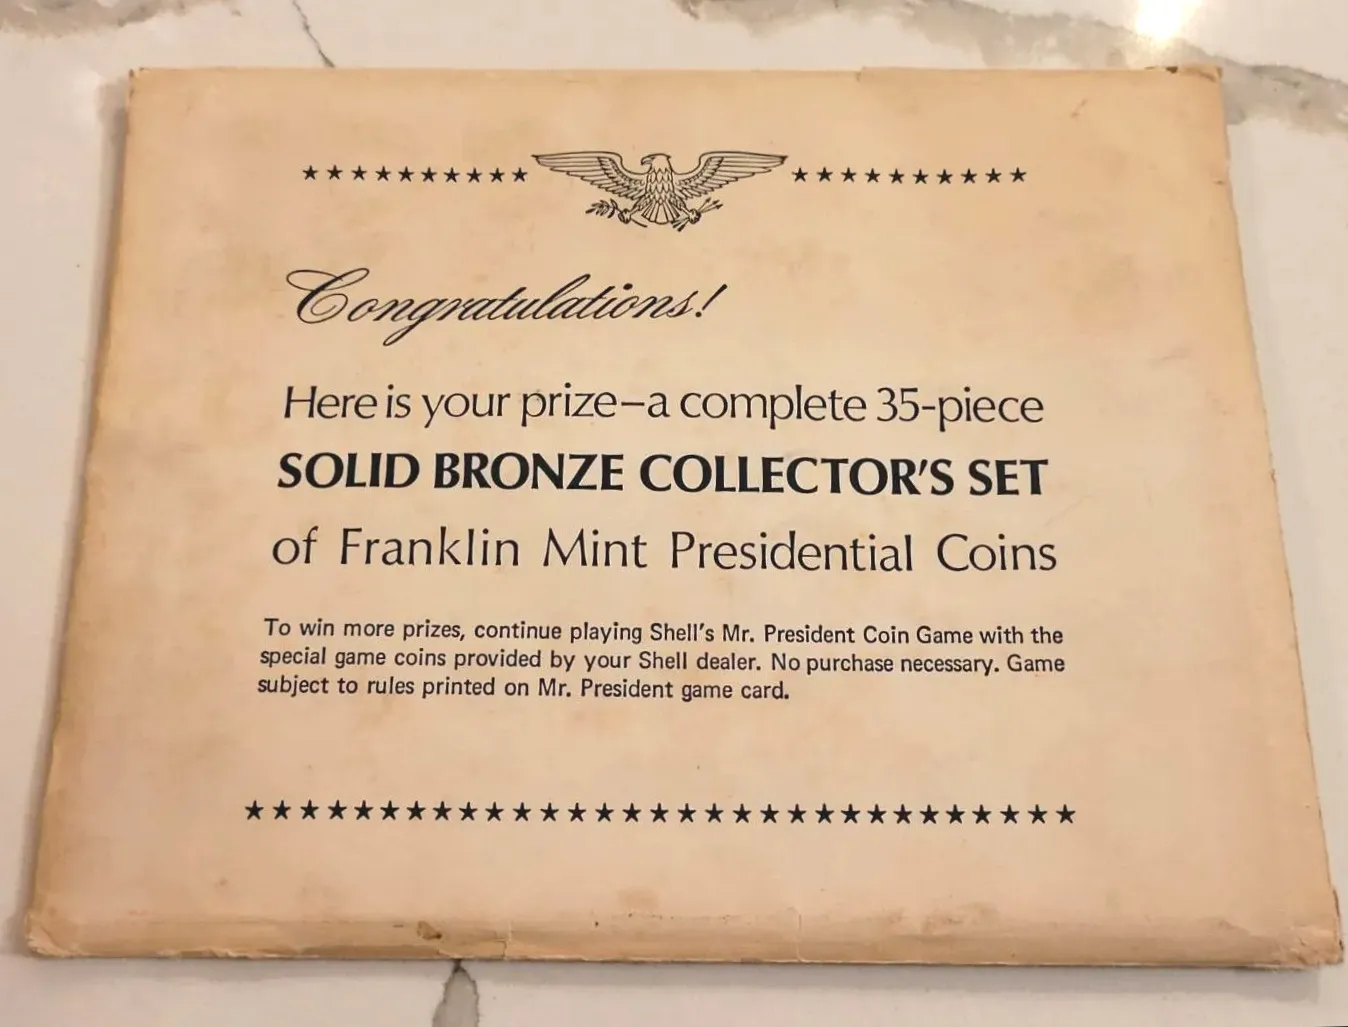 Congratulations!
Here is your prize–a complete 35-piece
SOLID BRONZE COLLECTOR'S SET
of Franklin Mint Presidential Coins
To win more prizes, continue playing Shell's Mr. President Coin Game with the
special game coins provided by your Shell dealer. No purchase necessary. Game
subject to rules printed on Mr. President game card.